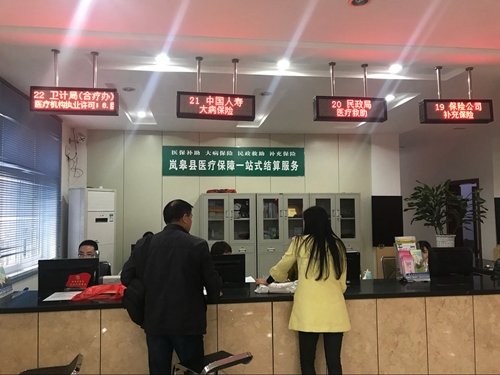 22 卫计局(合疗办)
医疗机构执业许可
21 中国人寿
大病保险
20 民政局
医疗救助
19 保险公司
补充保险
医保补助 大病保险 民政救助 补充保险
岚皋县医疗保障一站式结算服务